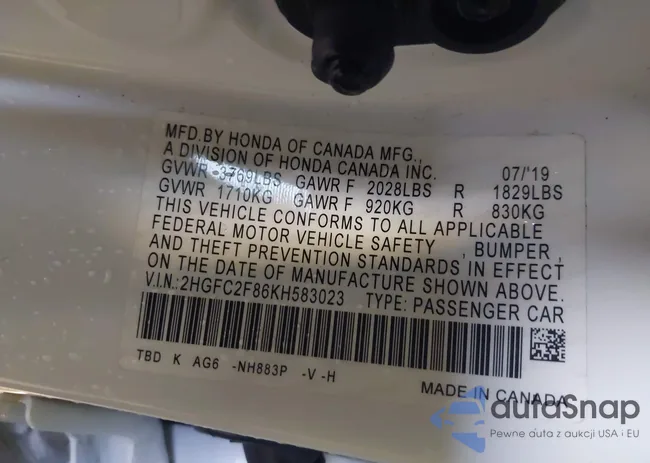 MFD.BY HONDA OF CANADA MFG.,
A DIVISION OF HONDA CANADA INC. 07/'19
GVWR 3769LBS GAWR F 2028LBS R 1829LBS
GVWR 1710KG GAWR F 920KG R 830KG
THIS VEHICLE CONFORMS TO ALL APPLICABLE
FEDERAL MOTOR VEHICLE SAFETY , BUMPER ,
AND THEFT PREVENTION STANDARDS IN EFFECT
ON THE DATE OF MANUFACTURE SHOWN ABOVE.
V.I.N.: 2HGFC2F86KH583023 TYPE: PASSENGER CAR
TBD K AG6 -NH883P -V -H
MADE IN CANADA
autaSnap
Pewne auta z aukcji USA i EU